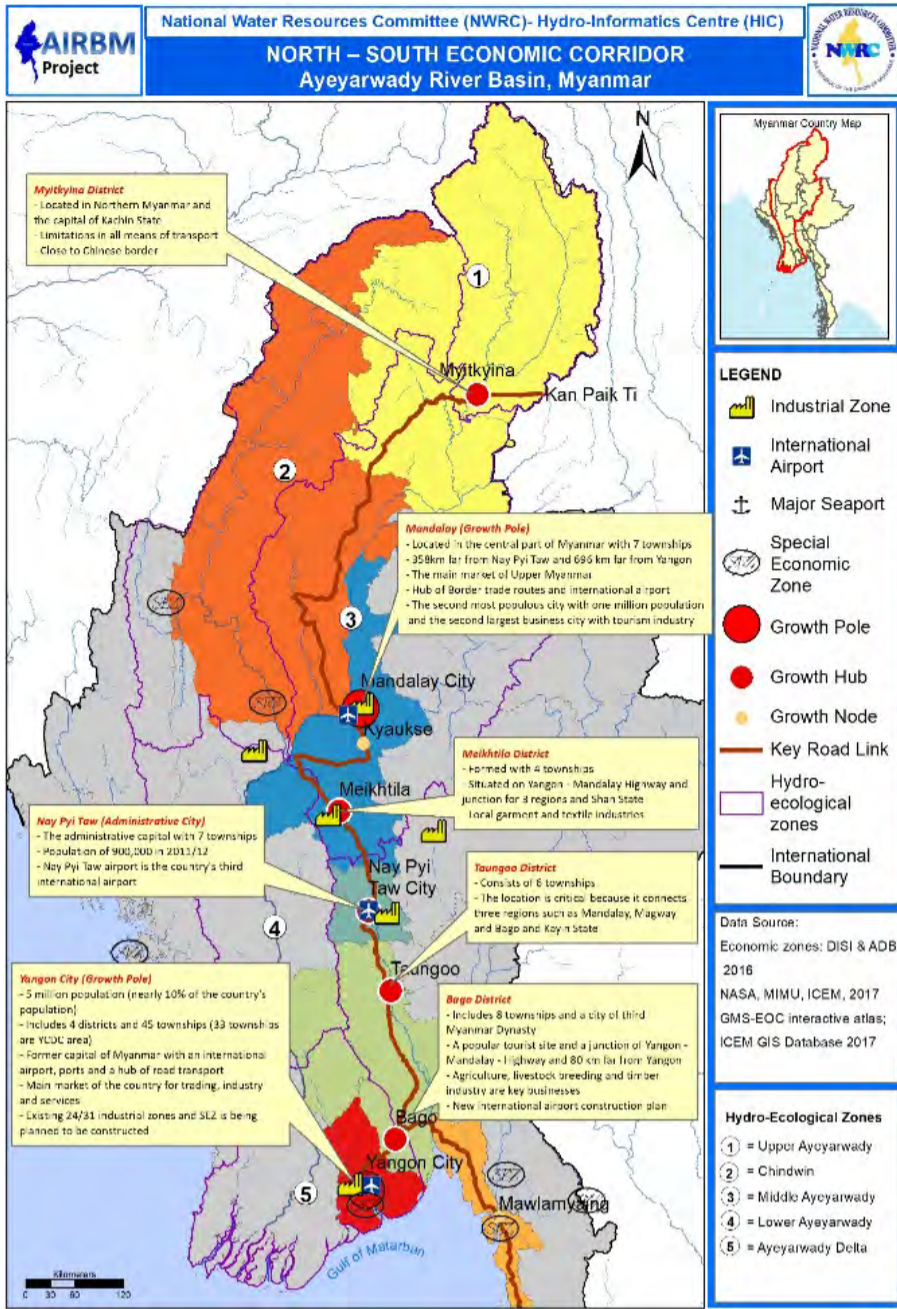 AIRBM
Project
National Water Resources Committee (NWRC)- Hydro-Informatics Centre (HIC)
NORTH – SOUTH ECONOMIC CORRIDOR
Ayeyarwady River Basin, Myanmar
NWRC
N
Myitkyina District
- Located in Northern Myanmar and
the capital of Kachin State
- Limitations in all means of transport
- Close to Chinese border
1
Myitkyina
Kan Paik Ti
2
Mandalay (Growth Pole)
- Located in the central part of Myanmar with 7 townships
- 358km far from Nay Pyi Taw and 696 km far from Yangon
- The main market of Upper Myanmar
- Hub of Border trade routes and international airport
- The second most populous city with one million population
and the second largest business city with tourism industry
3
Mandalay City
Kyaukse
Meikhtila District
- Formed with 4 townships
- Situated on Yangon - Mandalay Highway and
junction for 3 regions and Shan State
Local garment and textile industries
Meikhtila
Nay Pyi Taw (Administrative City)
- The administrative capital with 7 townships
- Population of 900,000 in 2011/12
- Nay Pyi Taw airport is the country's third
international airport
Nay Pyi
Taw City
Taungoo District
- Consists of 6 townships
- The location is critical because it connects
three regions such as Mandalay, Magway
and Bago and Kayin State
4
Taungoo
Yangon City (Growth Pole)
- 5 million population (nearly 10% of the country's
population)
- Includes 4 districts and 45 townships (33 townships
are YCDC area)
- Former capital of Myanmar with an international
airport, ports and a hub of road transport
- Main market of the country for trading, industry
and services
- Existing 24/31 industrial zones and SEZ is being
planned to be constructed
Bago District
- Includes 8 townships and a city of third
Myanmar Dynasty
- A popular tourist site and a junction of Yangon -
Mandalay - Highway and 80 km far from Yangon
- Agriculture, livestock breeding and timber
industry are key businesses
- New international airport construction plan
Bago
Yangon City
5
Mawlamyaing
Gulf of Matarban
Kilometers
0 30 60 120
Myanmar Country Map
LEGEND
Industrial Zone
International
Airport
Major Seaport
Special
Economic
Zone
Growth Pole
Growth Hub
Growth Node
Key Road Link
Hydro-
ecological
zones
International
Boundary
Data Source:
Economic zones: DISI & ADB
2016
NASA, MIMU, ICEM, 2017
GMS-EOC interactive atlas;
ICEM GIS Database 2017
Hydro-Ecological Zones
1 = Upper Ayeyarwady
2 = Chindwin
3 = Middle Ayeyarwady
4 = Lower Ayeyarwady
5 = Ayeyarwady Delta